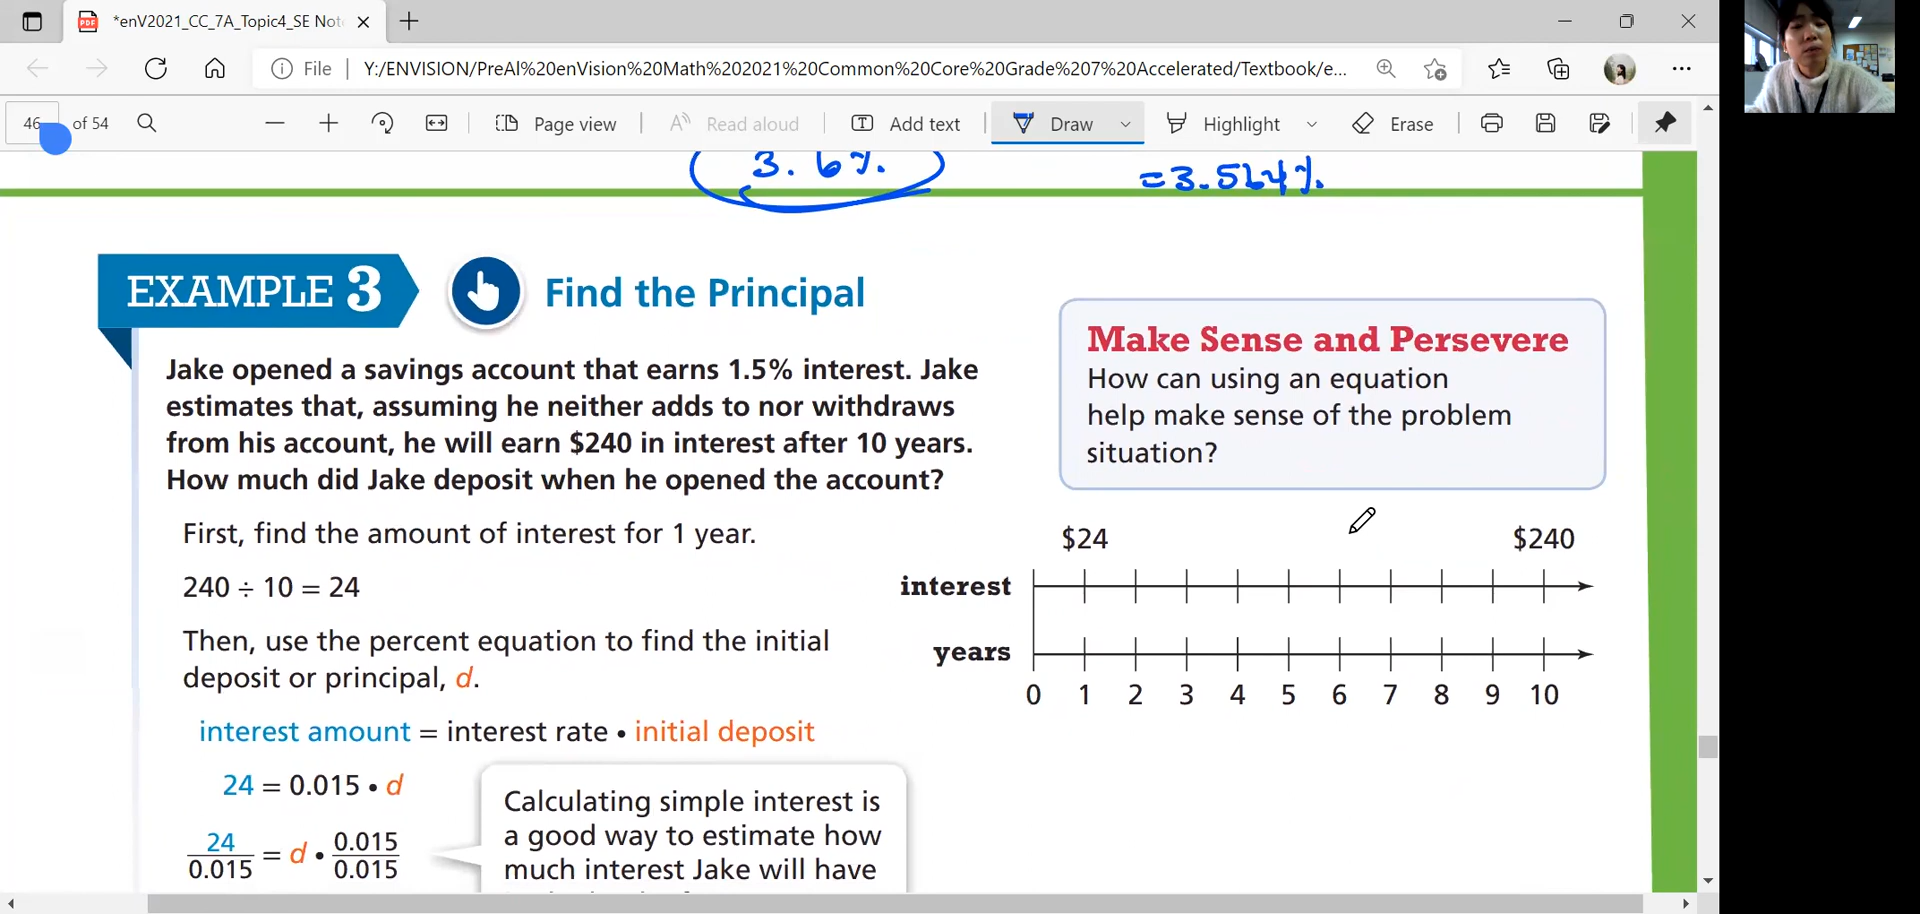 *enV2021_CC_7A_Topic4_SE Not
File
Y:/ENVISION/PreAl%20enVision%20Math%202021%20Common%20Core%20Grade%207%20Accelerated/Textbook/e...
46 of 54
Page view
Read aloud
Add text
Draw
Highlight
Erase
3.6%.
=3.564%.
EXAMPLE 3
Find the Principal
Jake opened a savings account that earns 1.5% interest. Jake
estimates that, assuming he neither adds to nor withdraws
from his account, he will earn $240 in interest after 10 years.
How much did Jake deposit when he opened the account?
First, find the amount of interest for 1 year.
240 ÷ 10 = 24
Then, use the percent equation to find the initial
deposit or principal, d.
interest amount = interest rate • initial deposit
24 = 0.015 • d
24/0.015 = d • 0.015/0.015
Calculating simple interest is
a good way to estimate how
much interest Jake will have
Make Sense and Persevere
How can using an equation
help make sense of the problem
situation?
$24 $240
interest
years
0 1 2 3 4 5 6 7 8 9 10